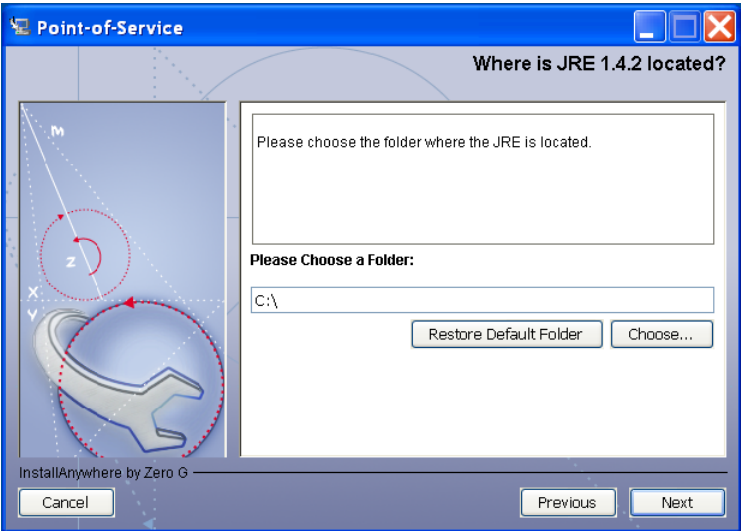 Point-of-Service
Where is JRE 1.4.2 located?
M
Z
X
Y
Please choose the folder where the JRE is located.
Please Choose a Folder:
C:\
Restore Default Folder
Choose...
InstallAnywhere by Zero G
Cancel
Previous
Next